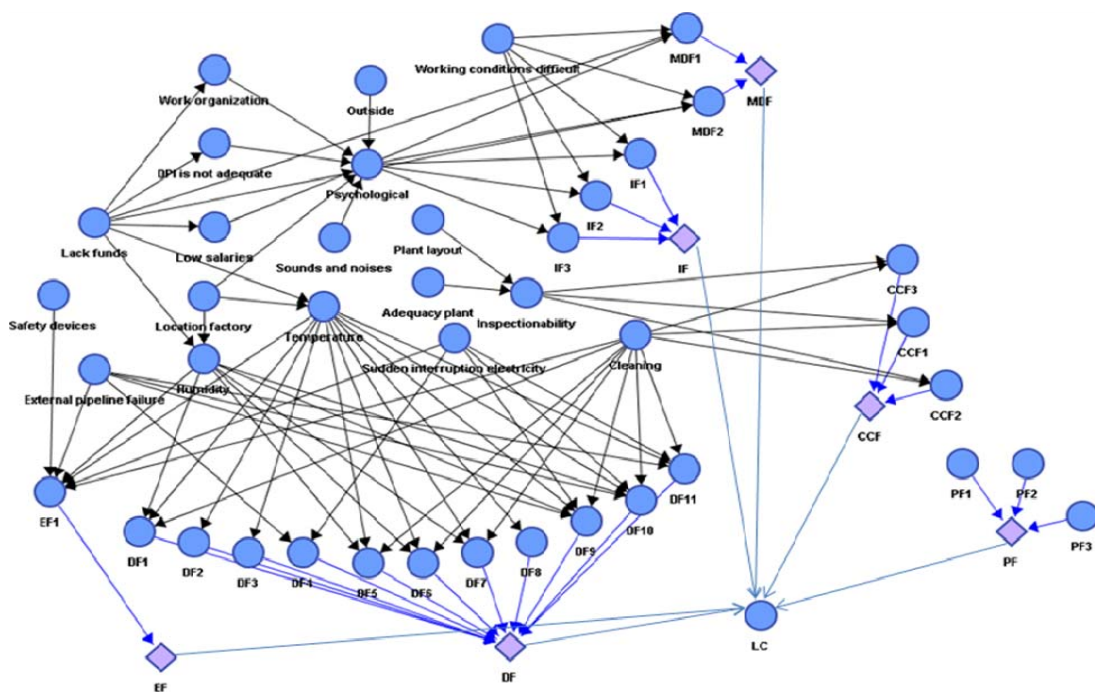 MDF1
Working conditions difficult
MDF
Work organization
Outside
MDF2
DPI is not adequate
Psychological
IF1
IF2
Lack funds
Low salaries
Sounds and noises
Plant layout
IF3
IF
CCF3
Safety devices
Location factory
Temperature
Adequacy plant
Inspectionability
CCF1
Sudden interruption electricity
Cleaning
Humidity
External pipeline failure
CCF2
CCF
DF11
PF1
PF2
EF1
DF10
DF9
DF1
DF2
DF3
DF4
DF5
DF6
DF7
DF8
PF
PF3
ILC
EF
DF